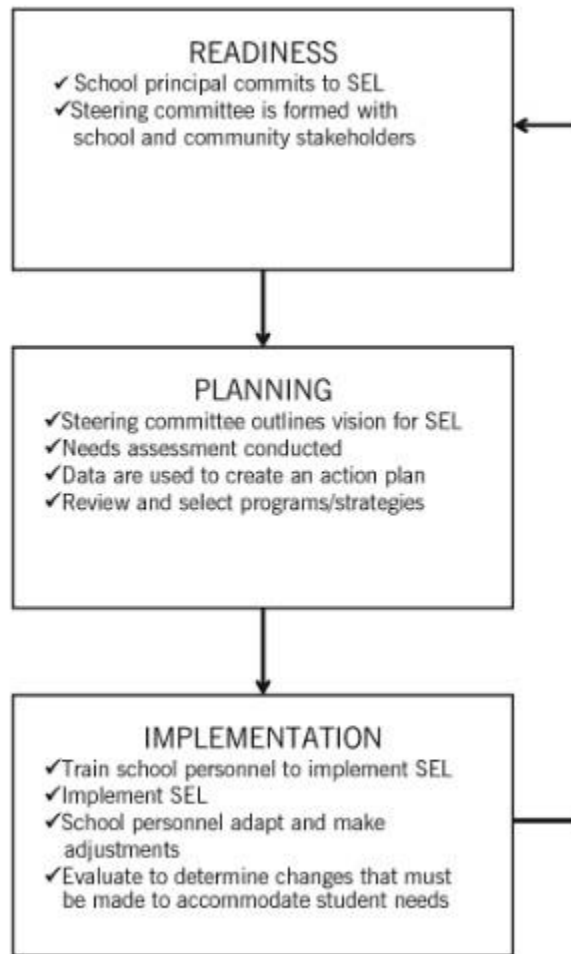 READINESS
✓ School principal commits to SEL
✓Steering committee is formed with
school and community stakeholders
PLANNING
✓Steering committee outlines vision for SEL
✓Needs assessment conducted
✓Data are used to create an action plan
✓Review and select programs/strategies
IMPLEMENTATION
✓Train school personnel to implement SEL
✓Implement SEL
✓School personnel adapt and make
adjustments
✓Evaluate to determine changes that must
be made to accommodate student needs